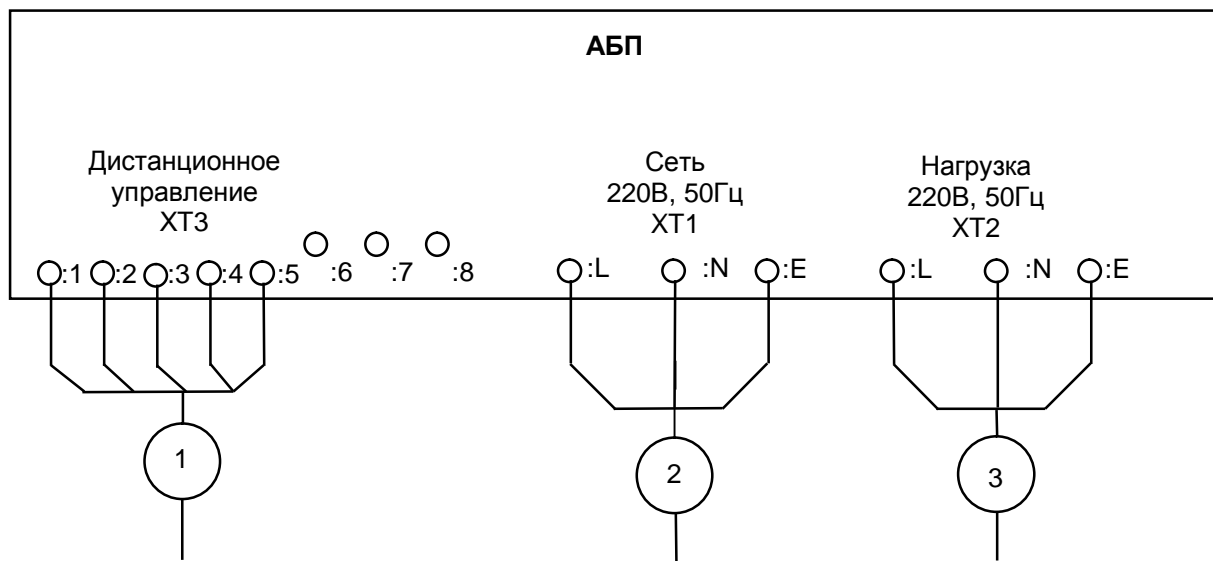 АБП
Дистанционное
управление
ХТ3
:1 :2 :3 :4 :5 :6 :7 :8
Сеть
220В, 50Гц
ХТ1
:L :N :E
Нагрузка
220В, 50Гц
ХТ2
:L :N :E
1
2
3